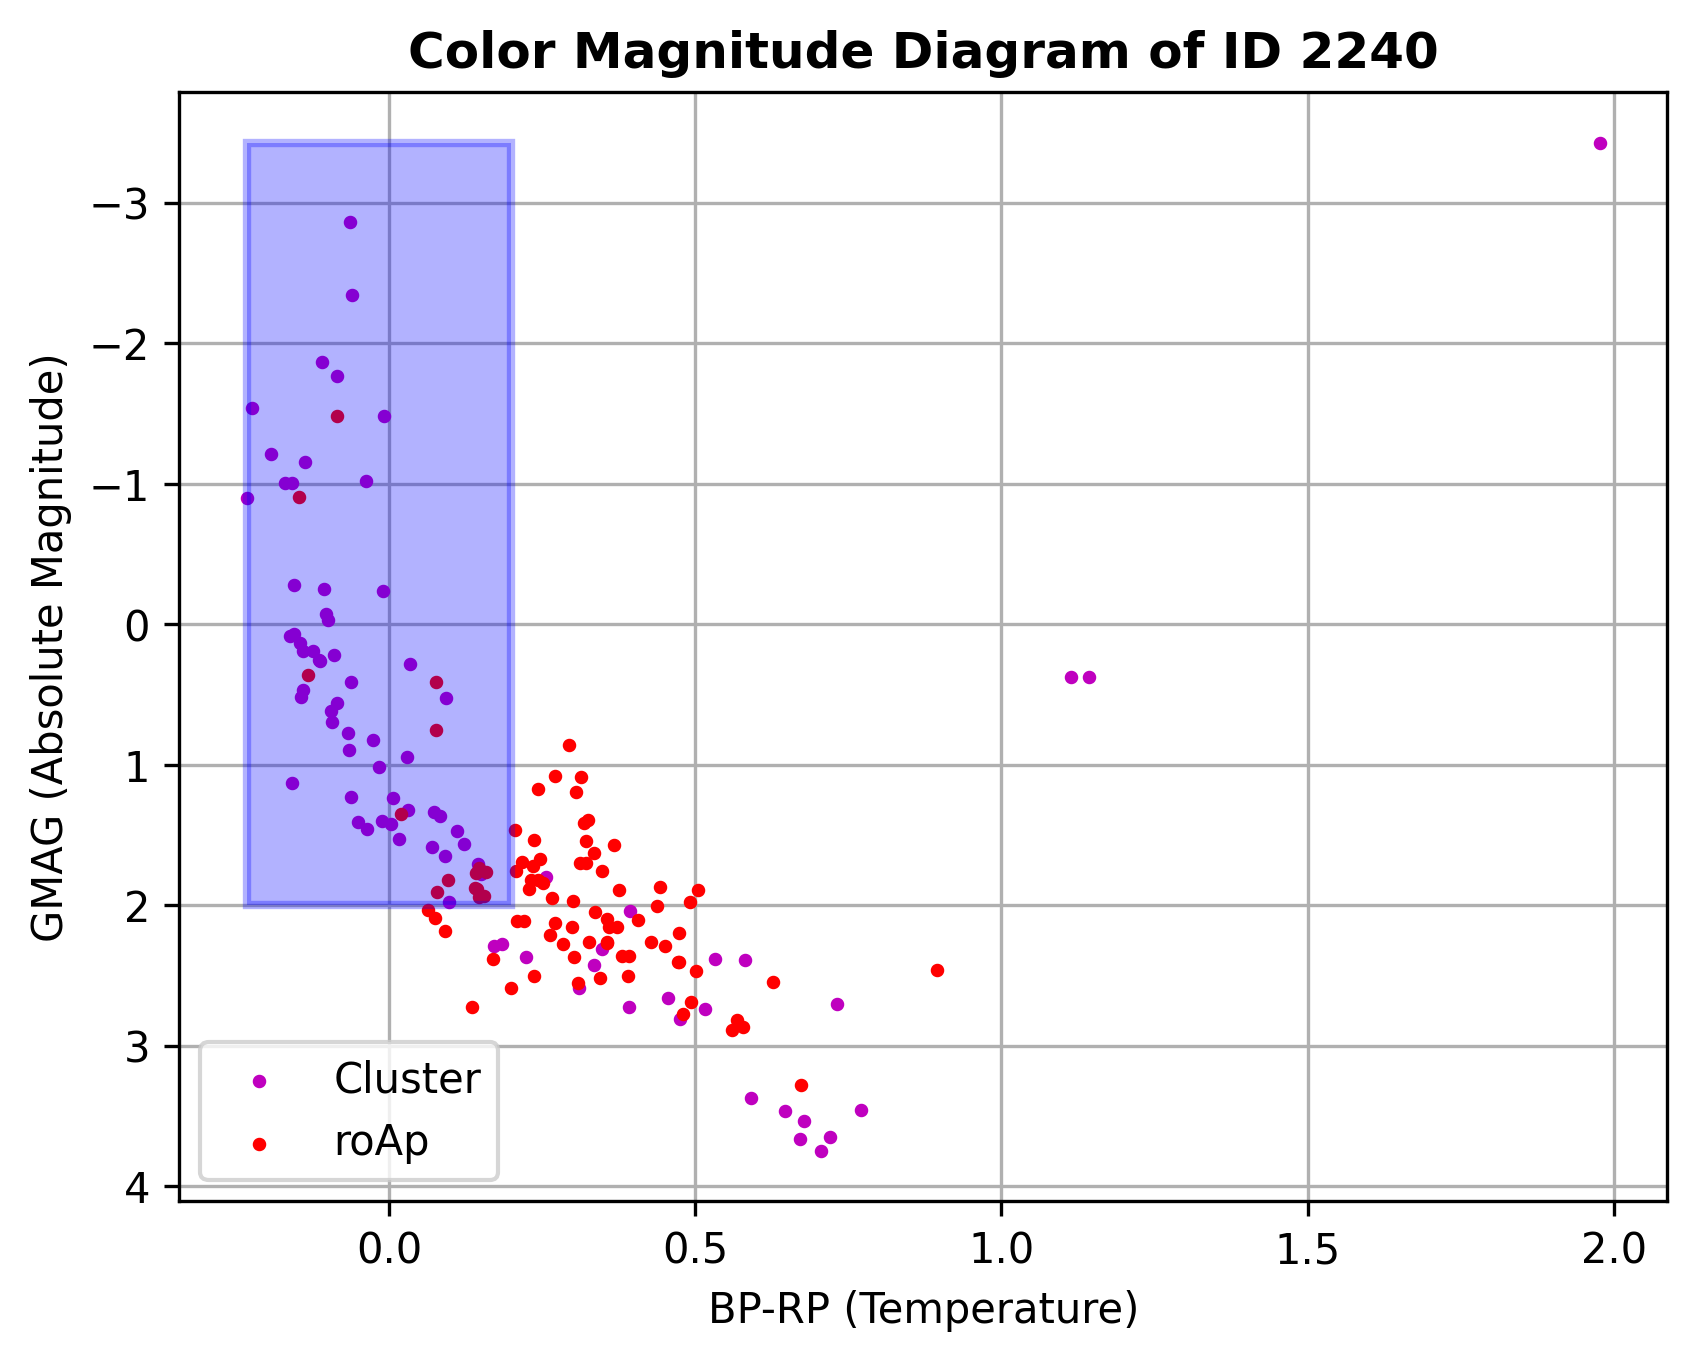 Color Magnitude Diagram of ID 2240
GMAG (Absolute Magnitude)
−3
−2
−1
0
1
2
3
4
Cluster
roAp
0.0 0.5 1.0 1.5 2.0
BP-RP (Temperature)